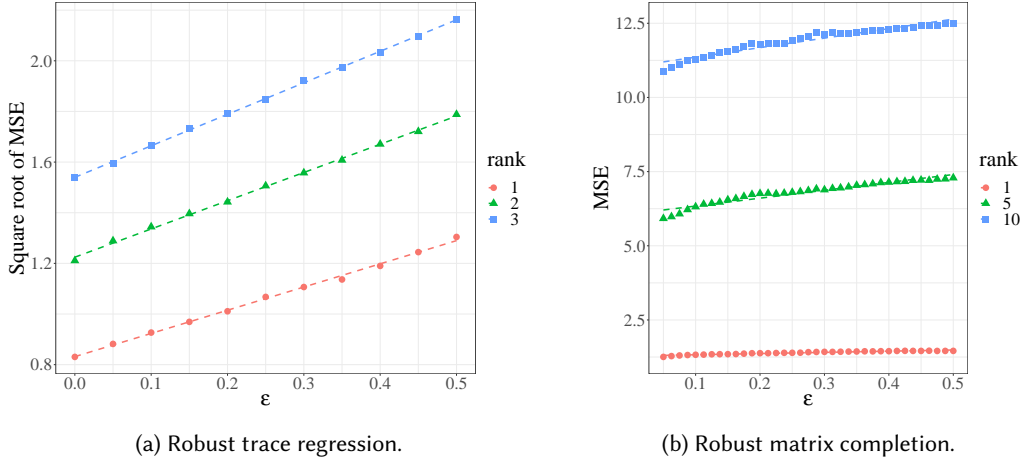 Square root of MSE
2.0
1.6
1.2
0.8
0.0 0.1 0.2 0.3 0.4 0.5
ε
rank
1
2
3
(a) Robust trace regression.
MSE
12.5
10.0
7.5
5.0
2.5
0.1 0.2 0.3 0.4 0.5
ε
rank
1
5
10
(b) Robust matrix completion.